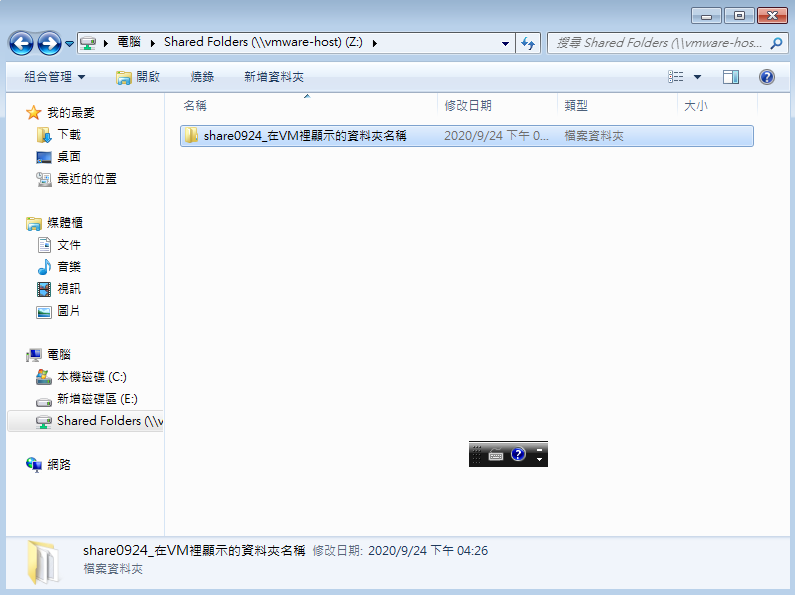 電腦 Shared Folders (\\vmware-host) (Z:) 搜尋 Shared Folders (\\vmware-hos...
組合管理 開啟 燒錄 新增資料夾
名稱 修改日期 類型 大小
share0924_在VM裡顯示的資料夾名稱 2020/9/24 下午 0... 檔案資料夾
我的最愛
下載
桌面
最近的位置
媒體櫃
文件
音樂
視訊
圖片
電腦
本機磁碟 (C:)
新增磁碟區 (E:)
Shared Folders (\\v
網路
share0924_在VM裡顯示的資料夾名稱 修改日期: 2020/9/24 下午 04:26
檔案資料夾